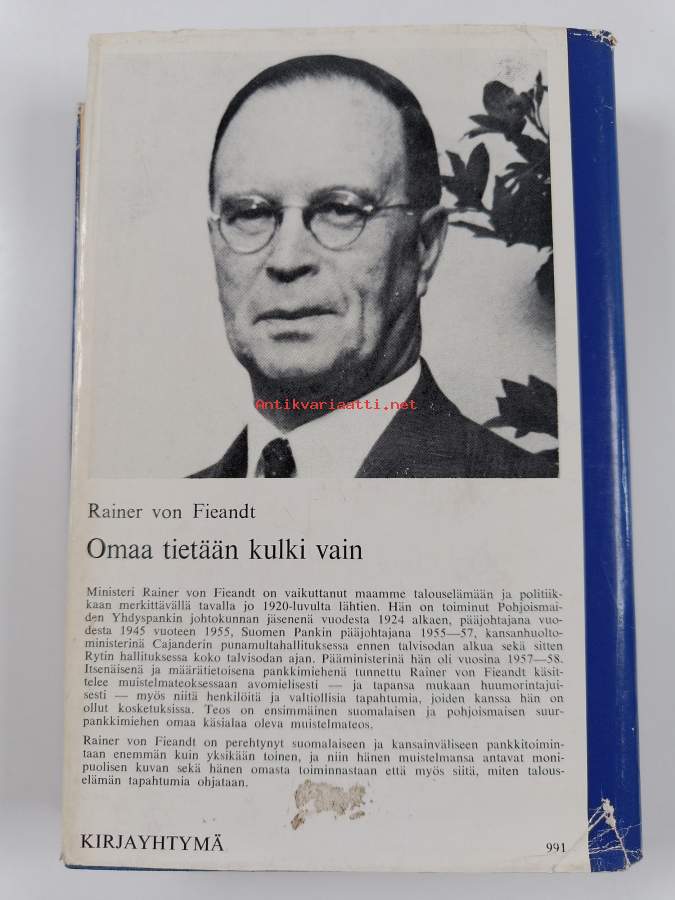 Antikvariaatti.net
Rainer von Fieandt
Omaa tietään kulki vain
Ministeri Rainer von Fieandt on vaikuttanut maamme talouselämään ja politiik-
kaan merkittävällä tavalla jo 1920-luvulta lähtien. Hän on toiminut Pohjoismai-
den Yhdyspankin johtokunnan jäsenenä vuodesta 1924 alkaen, pääjohtajana vuo-
desta 1945 vuoteen 1955, Suomen Pankin pääjohtajana 1955—57, kansanhuolto-
ministerinä Cajanderin punamultahallituksessa ennen talvisodan alkua sekä sitten
Rytin hallituksessa koko talvisodan ajan. Pääministerinä hän oli vuosina 1957—58.
Itsenäisenä ja määrätietoisena pankkimiehenä tunnettu Rainer von Fieandt käsit-
telee muistelmateoksessaan avomielisesti — ja tapansa mukaan huumorintajui-
sesti — myös niitä henkilöitä ja valtiollisia tapahtumia, joiden kanssa hän on
ollut kosketuksissa. Teos on ensimmäinen suomalaisen ja pohjoismaisen suur-
pankkimiehen omaa käsialaa oleva muistelmateos.
Rainer von Fieandt on perehtynyt suomalaiseen ja kansainväliseen pankkitoimin-
taan enemmän kuin yksikään toinen, ja niin hänen muistelmansa antavat moni-
puolisen kuvan sekä hänen omasta toiminnastaan että myös siitä, miten talous-
elämän tapahtumia ohjataan.
KIRJAYHTYMÄ
991